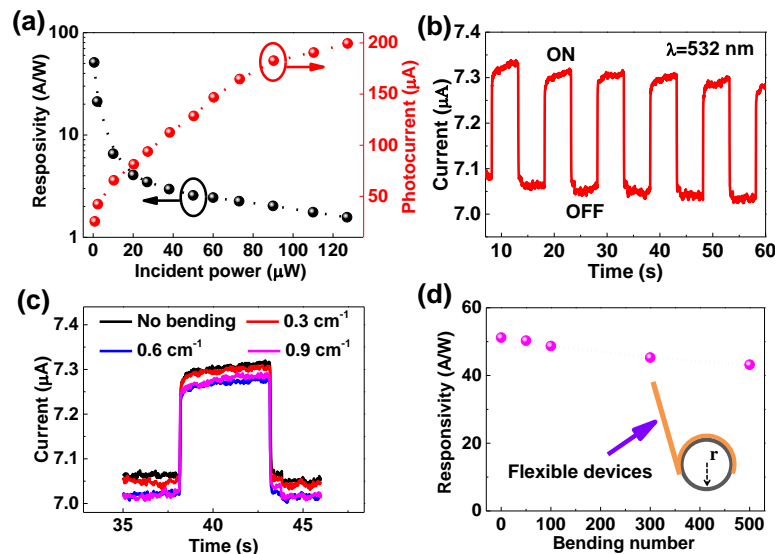 (a)
Resposivity (A/W)
100
10
1
0 20 40 60 80 100 120
Incident power (μW)
200
150
100
50
Photocurrent (μA)
(b)
Current (μA)
7.4
7.3
7.2
7.1
7.0
ON
λ=532 nm
OFF
10 20 30 40 50 60
Time (s)
(c)
Current (μA)
7.4
7.3
7.2
7.1
7.0
No bending 0.3 cm⁻¹
0.6 cm⁻¹ 0.9 cm⁻¹
35 40 45
Time (s)
(d)
Responsivity (A/W)
60
40
20
0
Flexible devices
r
0 100 200 300 400 500
Bending number